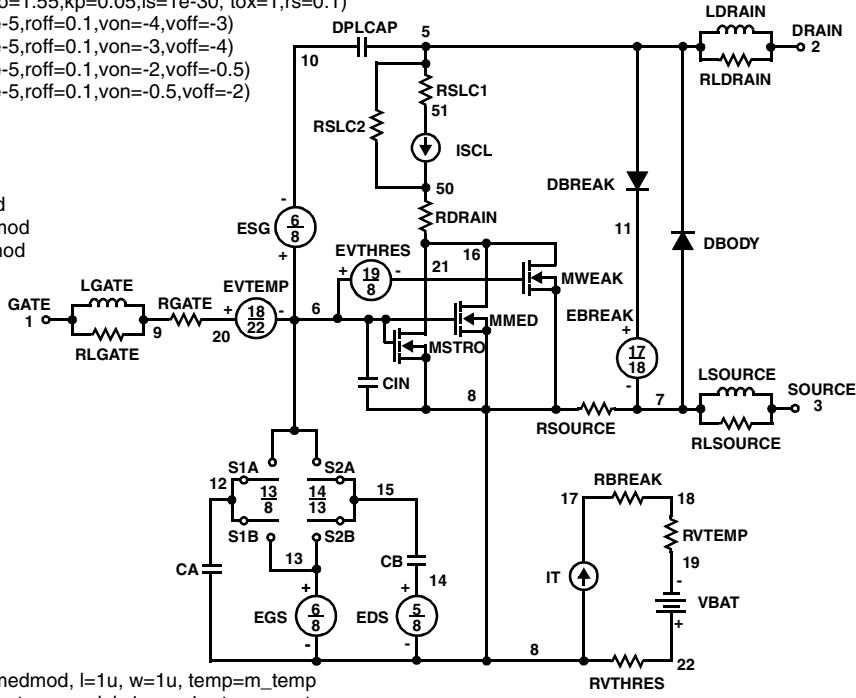 o=1.55,kp=0.05,is=1e-30, tox=1,rs=0.1)
e-5,roff=0.1,von=-4,voff=-3)
e-5,roff=0.1,von=-3,voff=-4)
e-5,roff=0.1,von=-2,voff=-0.5)
e-5,roff=0.1,von=-0.5,voff=-2)
d
mod
mod
DPLCAP
5
10
LDRAIN
DRAIN
2
RLDRAIN
RSLC1
51
RSLC2
ISCL
50
DBREAK
RDRAIN
ESG
-
6
8
+
11
DBODY
EVTHRES
+
19
8
-
21
16
MWEAK
LGATE
GATE
1
RLGATE
9
RGATE
20
EVTEMP
+
18
22
-
6
MMED
MSTRO
EBREAK
+
17
18
-
CIN
8
RSOURCE
7
LSOURCE
SOURCE
3
RLSOURCE
12
S1A
13
8
S1B
S2A
14
13
S2B
15
13
CA
CB
14
EGS
+
6
8
-
EDS
+
5
8
-
8
17
RBREAK
18
RVTEMP
19
IT
-
VBAT
+
22
RVTHRES
medmod, l=1u, w=1u, temp=m_temp